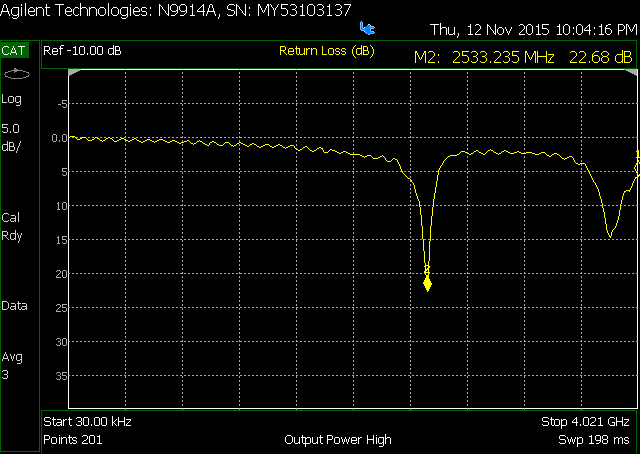 Agilent Technologies: N9914A, SN: MY53103137
Thu, 12 Nov 2015 10:04:16 PM
CAT
Ref -10.00 dB
Return Loss (dB)
M2: 2533.235 MHz 22.68 dB
Log
5.0
dB/
Cal
Rdy
Data
Avg
3
-5
0.0
5
10
15
20
25
30
35
2
1
Start 30.00 kHz
Stop 4.021 GHz
Points 201
Output Power High
Swp 198 ms